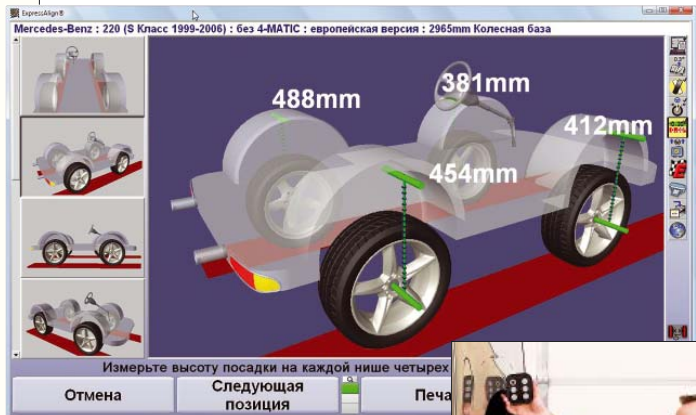 ExpressAlign®
Mercedes-Benz : 220 (S Класс 1999-2006) : без 4-MATIC : европейская версия : 2965mm Колесная база
488mm
381mm
412mm
454mm
Измерьте высоту посадки на каждой нише четырех
Отмена
Следующая
позиция